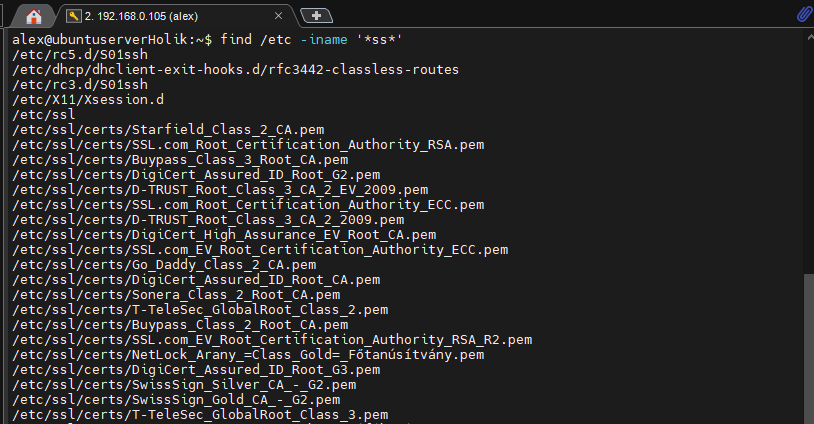 2. 192.168.0.105 (alex)
alex@ubuntuserverHolik:~$ find /etc -iname '*ss*'
/etc/rc5.d/S01ssh
/etc/dhcp/dhclient-exit-hooks.d/rfc3442-classless-routes
/etc/rc3.d/S01ssh
/etc/X11/Xsession.d
/etc/ssl
/etc/ssl/certs/Starfield_Class_2_CA.pem
/etc/ssl/certs/SSL.com_Root_Certification_Authority_RSA.pem
/etc/ssl/certs/Buypass_Class_3_Root_CA.pem
/etc/ssl/certs/DigiCert_Assured_ID_Root_G2.pem
/etc/ssl/certs/D-TRUST_Root_Class_3_CA_2_EV_2009.pem
/etc/ssl/certs/SSL.com_Root_Certification_Authority_ECC.pem
/etc/ssl/certs/D-TRUST_Root_Class_3_CA_2_2009.pem
/etc/ssl/certs/DigiCert_High_Assurance_EV_Root_CA.pem
/etc/ssl/certs/SSL.com_EV_Root_Certification_Authority_ECC.pem
/etc/ssl/certs/Go_Daddy_Class_2_CA.pem
/etc/ssl/certs/DigiCert_Assured_ID_Root_CA.pem
/etc/ssl/certs/Sonera_Class_2_Root_CA.pem
/etc/ssl/certs/T-TeleSec_GlobalRoot_Class_2.pem
/etc/ssl/certs/Buypass_Class_2_Root_CA.pem
/etc/ssl/certs/SSL.com_EV_Root_Certification_Authority_RSA_R2.pem
/etc/ssl/certs/NetLock_Arany_=Class_Gold=_Főtanúsítvány.pem
/etc/ssl/certs/DigiCert_Assured_ID_Root_G3.pem
/etc/ssl/certs/SwissSign_Silver_CA_-_G2.pem
/etc/ssl/certs/SwissSign_Gold_CA_-_G2.pem
/etc/ssl/certs/T-TeleSec_GlobalRoot_Class_3.pem